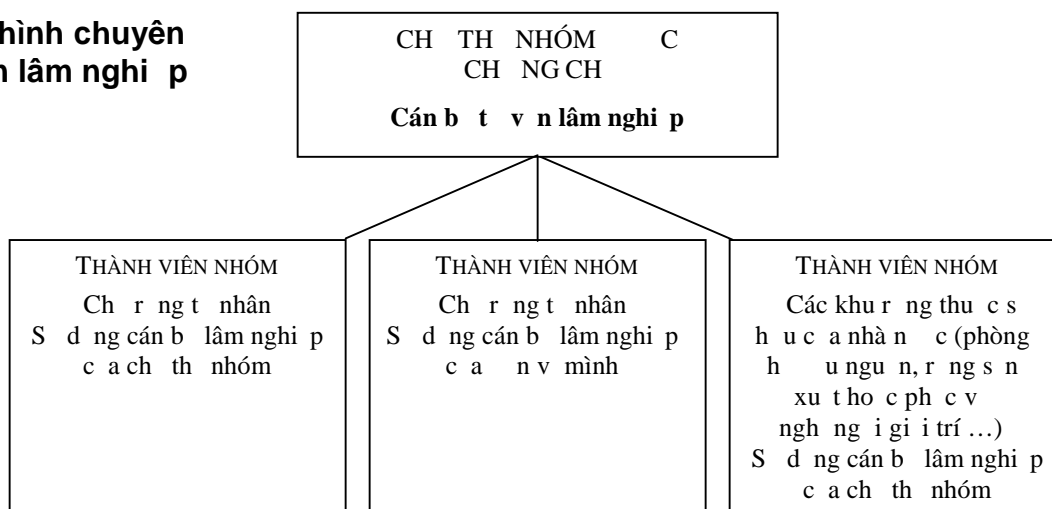 hình chuyên
n lâm nghi p
CH TH NHÓM C
CH NG CH
Cán b t v n lâm nghi p
THÀNH VIÊN NHÓM
Ch r ng t nhân
S d ng cán b lâm nghi p
c a ch th nhóm
THÀNH VIÊN NHÓM
Ch r ng t nhân
S d ng cán b lâm nghi p
c a n v mình
THÀNH VIÊN NHÓM
Các khu r ng thu c s
h u c a nhà n c (phòng
h u ngu n, r ng s n
xu t ho c ph c v
ngh ng i gi i trí …)
S d ng cán b lâm nghi p
c a ch th nhóm